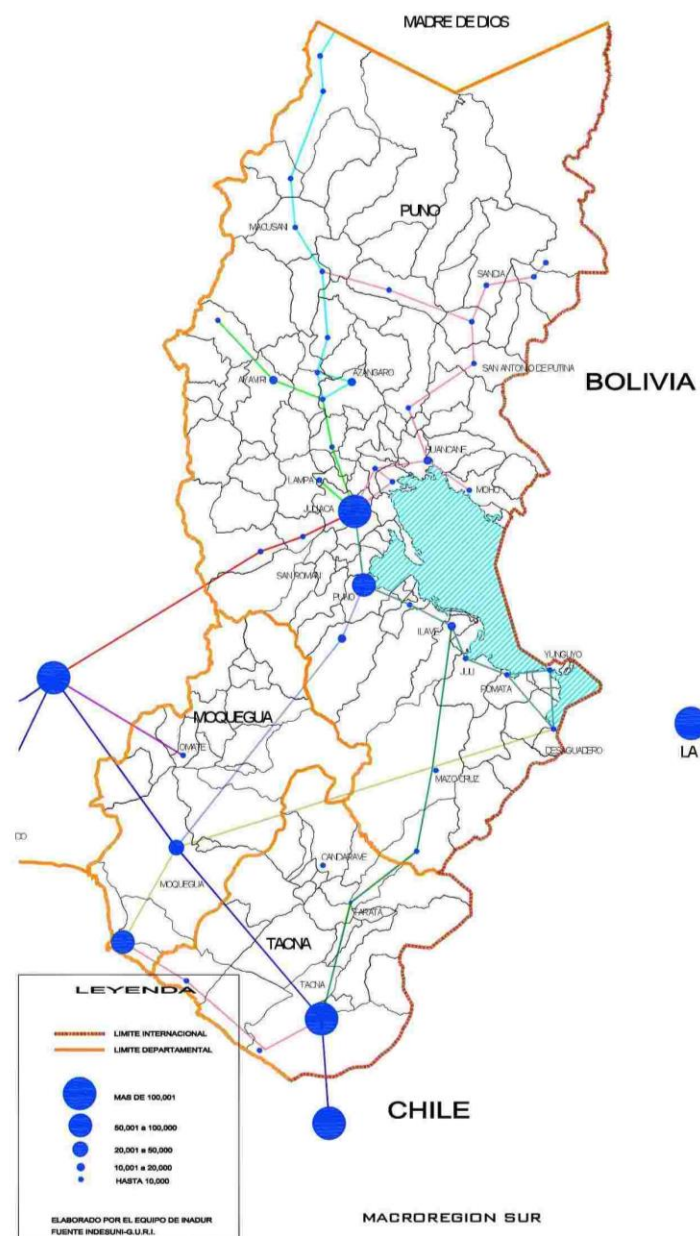 MADRE DE DIOS
PUNO
MACUSANI
SANDIA
SAN ANTONIO DE PUTINA
AYAVIRI
AZANGARO
BOLIVIA
HUANCANE
LAMPA
MOHO
JULIACA
SAN ROMAN
PUNO
ILAVE
YUNGUYO
JULI
POMATA
MOQUEGUA
OMATE
DESAGUADERO
LA
MAZO CRUZ
DO
CANDARAVE
MOQUEGUA
TARATA
TACNA
TACNA
LEYENDA
LIMITE INTERNACIONAL
LIMITE DEPARTAMENTAL
MAS DE 100,001
50,001 a 100,000
20,001 a 50,000
10,001 a 20,000
HASTA 10,000
CHILE
ELABORADO POR EL EQUIPO DE INADUR
FUENTE INDESUNI-G.U.R.I.
MACROREGION SUR